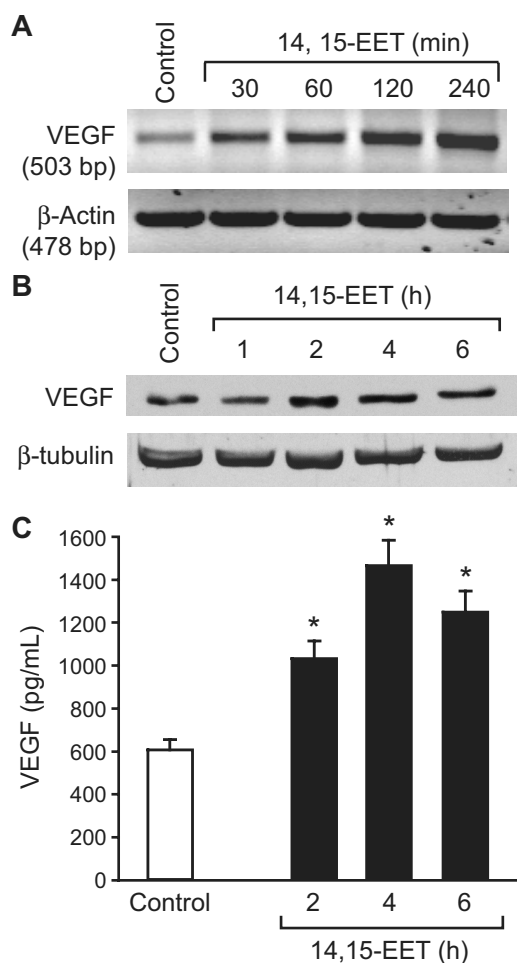 A
Control
14, 15-EET (min)
30 60 120 240
VEGF
(503 bp)
β-Actin
(478 bp)
B
Control
14,15-EET (h)
1 2 4 6
VEGF
β-tubulin
C
VEGF (pg/mL)
1600
1400
1200
1000
800
600
400
200
0
* * *
Control 2 4 6
14,15-EET (h)